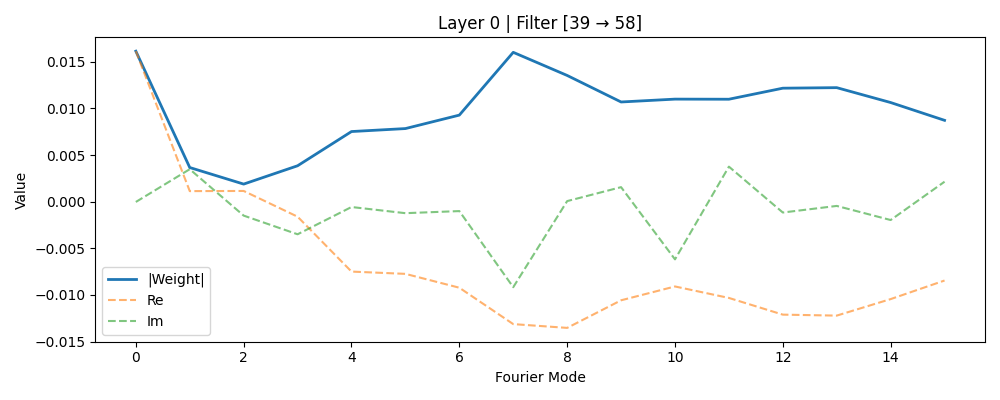 Layer 0 | Filter [39 → 58]
Value
0.015
0.010
0.005
0.000
−0.005
−0.010
−0.015
|Weight|
Re
Im
0 2 4 6 8 10 12 14
Fourier Mode